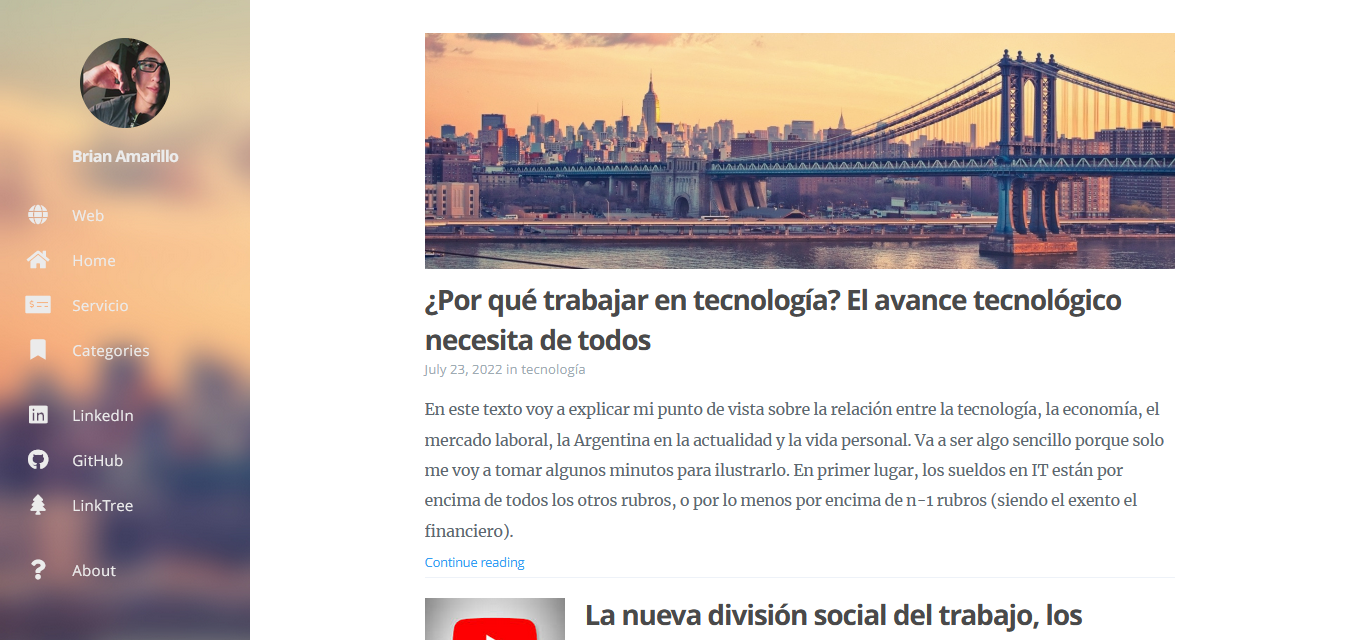 Brian Amarillo
Web
Home
Servicio
Categories
LinkedIn
GitHub
LinkTree
About
¿Por qué trabajar en tecnología? El avance tecnológico
necesita de todos
July 23, 2022 in tecnología
En este texto voy a explicar mi punto de vista sobre la relación entre la tecnología, la economía, el
mercado laboral, la Argentina en la actualidad y la vida personal. Va a ser algo sencillo porque solo
me voy a tomar algunos minutos para ilustrarlo. En primer lugar, los sueldos en IT están por
encima de todos los otros rubros, o por lo menos por encima de n-1 rubros (siendo el exento el
financiero).
Continue reading
La nueva división social del trabajo, los